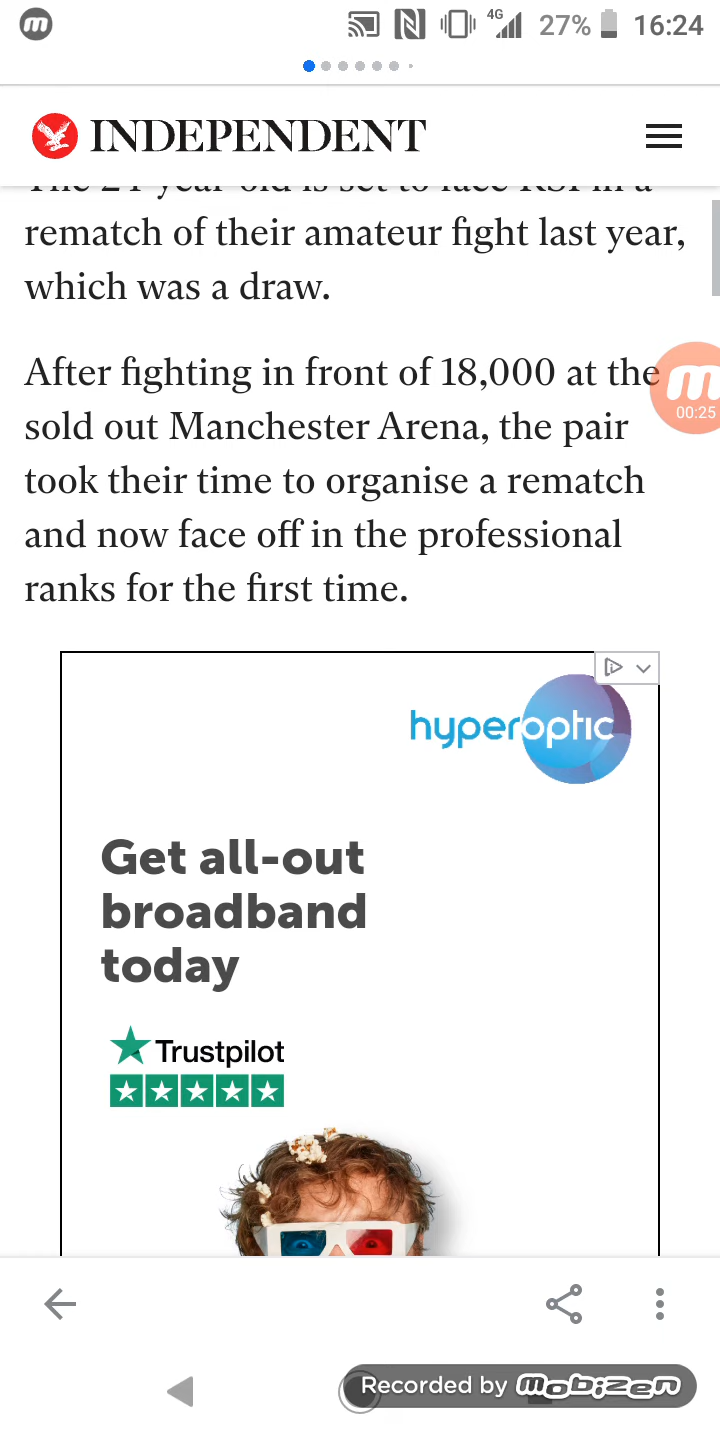 4G 27% 16:24
INDEPENDENT
rematch of their amateur fight last year,
which was a draw.
After fighting in front of 18,000 at the
sold out Manchester Arena, the pair
took their time to organise a rematch
and now face off in the professional
ranks for the first time.
m
00:25
hyperoptic
Get all-out
broadband
today
Trustpilot
Recorded by mobizen